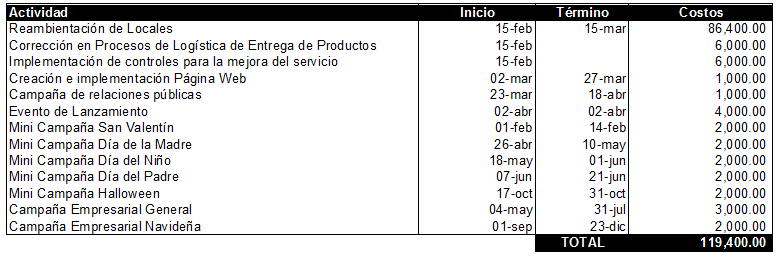 Actividad Inicio Término Costos
Reambientación de Locales 15-feb 15-mar 86,400.00
Corrección en Procesos de Logística de Entrega de Productos 15-feb 6,000.00
Implementación de controles para la mejora del servicio 15-feb 6,000.00
Creación e implementación Página Web 02-mar 27-mar 1,000.00
Campaña de relaciones públicas 23-mar 18-abr 1,000.00
Evento de Lanzamiento 02-abr 02-abr 4,000.00
Mini Campaña San Valentín 01-feb 14-feb 2,000.00
Mini Campaña Día de la Madre 26-abr 10-may 2,000.00
Mini Campaña Día del Niño 18-may 01-jun 2,000.00
Mini Campaña Día del Padre 07-jun 21-jun 2,000.00
Mini Campaña Halloween 17-oct 31-oct 2,000.00
Campaña Empresarial General 04-may 31-jul 3,000.00
Campaña Empresarial Navideña 01-sep 23-dic 2,000.00
TOTAL 119,400.00